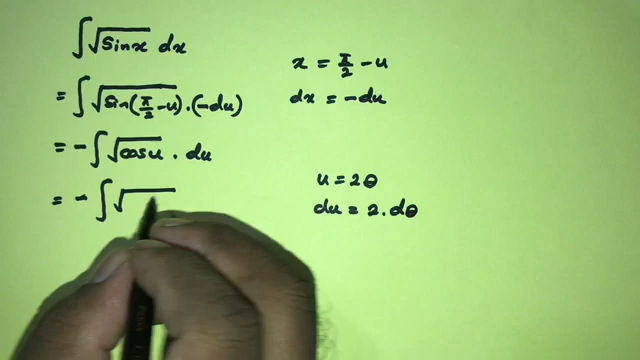 ∫√sinx dx
= ∫√sin(π/2 - u) . (-du)
= - ∫√cosu . du
= - ∫√
x = π/2 - u
dx = -du
u = 2θ
du = 2.dθ